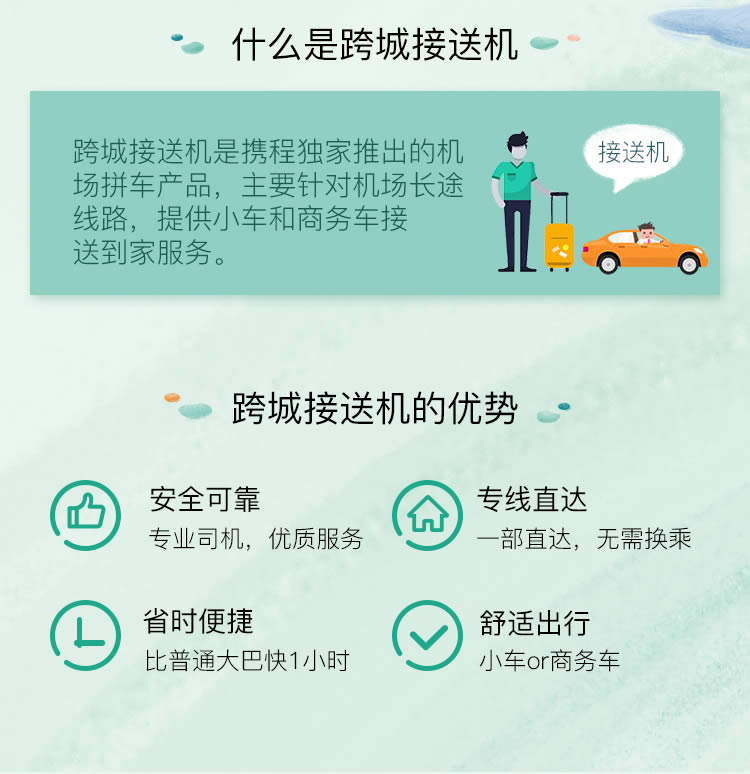 什么是跨城接送机
跨城接送机是携程独家推出的机
场拼车产品，主要针对机场长途
线路，提供小车和商务车接
送到家服务。
接送机
跨城接送机的优势
安全可靠
专业司机，优质服务
专线直达
一部直达，无需换乘
省时便捷
比普通大巴快1小时
舒适出行
小车or商务车